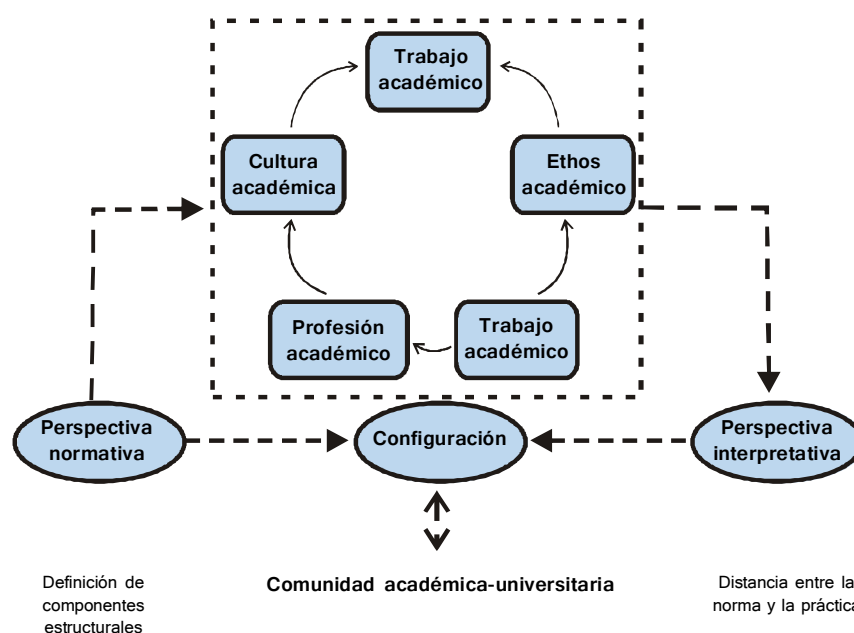 Trabajo
académico
Cultura
académica
Ethos
académico
Profesión
académico
Trabajo
académico
Perspectiva
normativa
Configuración
Perspectiva
interpretativa
Definición de
componentes
estructurales
Comunidad académica-universitaria
Distancia entre la
norma y la práctica